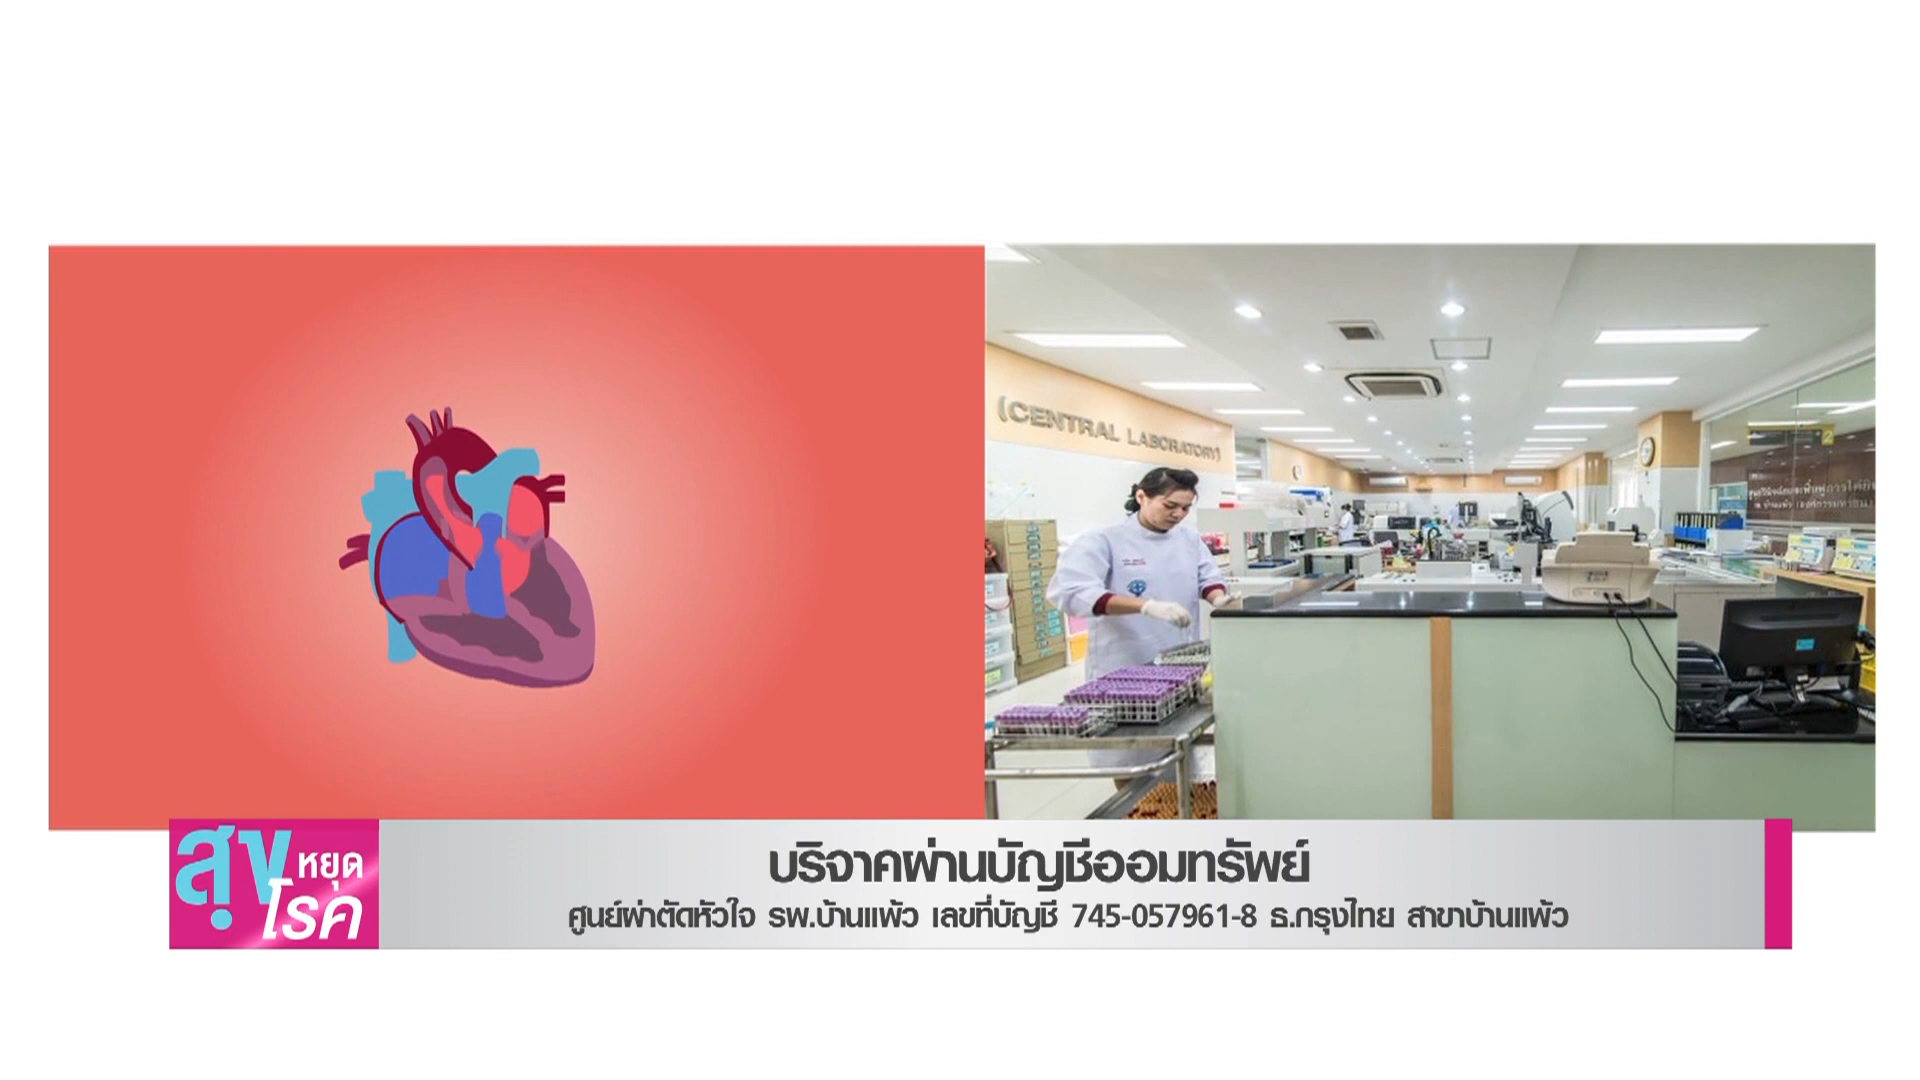 (CENTRAL LABORATORY)
2
สุข
หยุด
โรค
บริจาคผ่านบัญชีออมทรัพย์
ศูนย์ผ่าตัดหัวใจ รพ.บ้านแพ้ว เลขที่บัญชี 745-057961-8 ธ.กรุงไทย สาขาบ้านแพ้ว